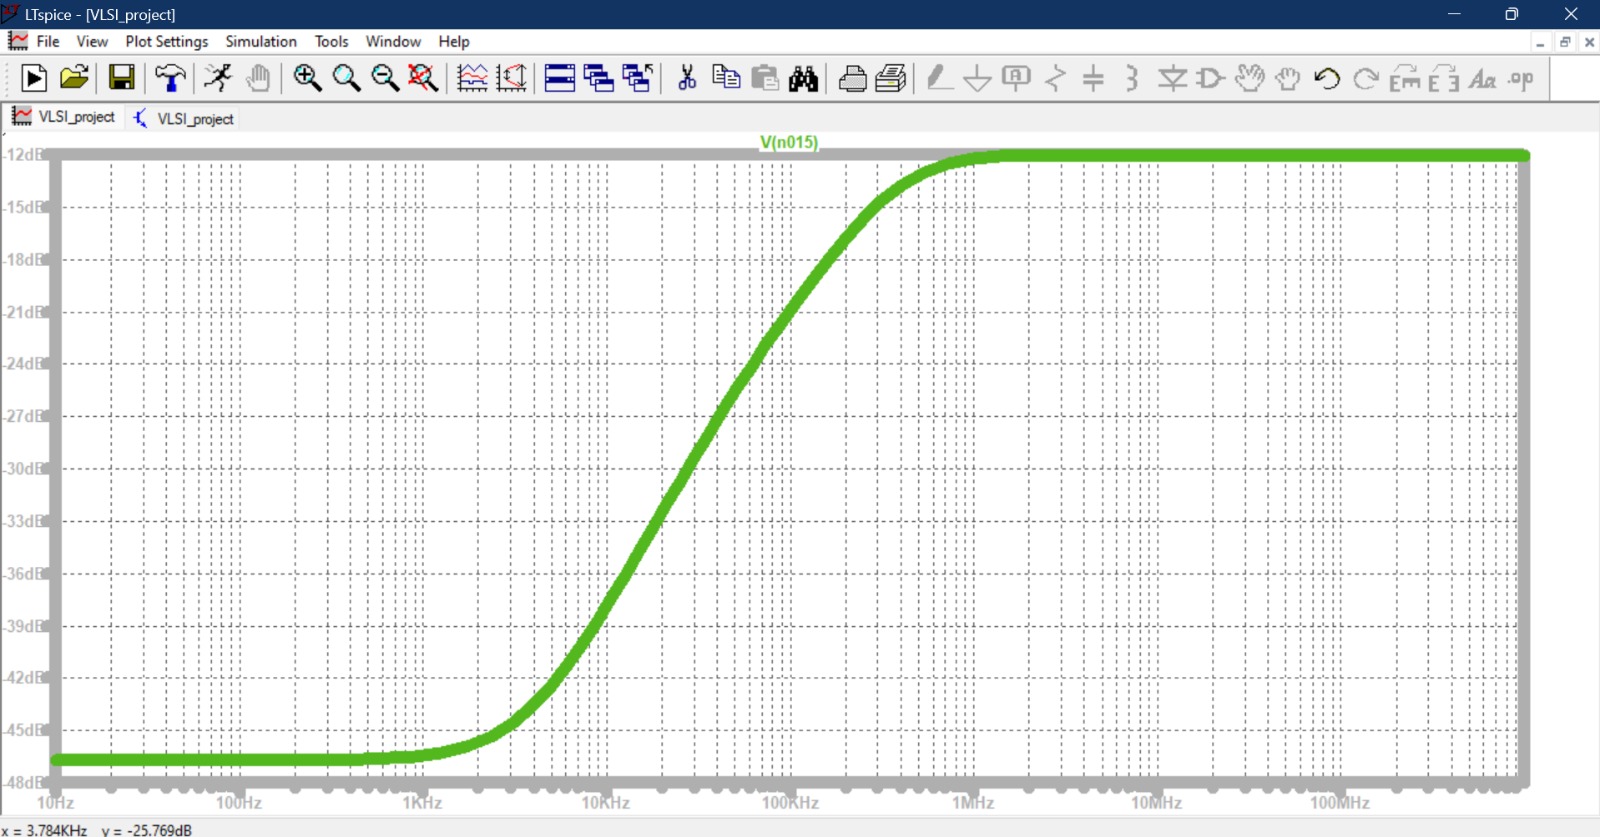 LTspice - [VLSI_project]
File View Plot Settings Simulation Tools Window Help
.op
VLSI_project VLSI_project
V(n015)
-12dB
-15dB
-18dB
-21dB
-24dB
-27dB
-30dB
-33dB
-36dB
-39dB
-42dB
-45dB
-48dB
10Hz 100Hz 1KHz 10KHz 100KHz 1MHz 10MHz 100MHz
x = 3.784KHz y = -25.769dB